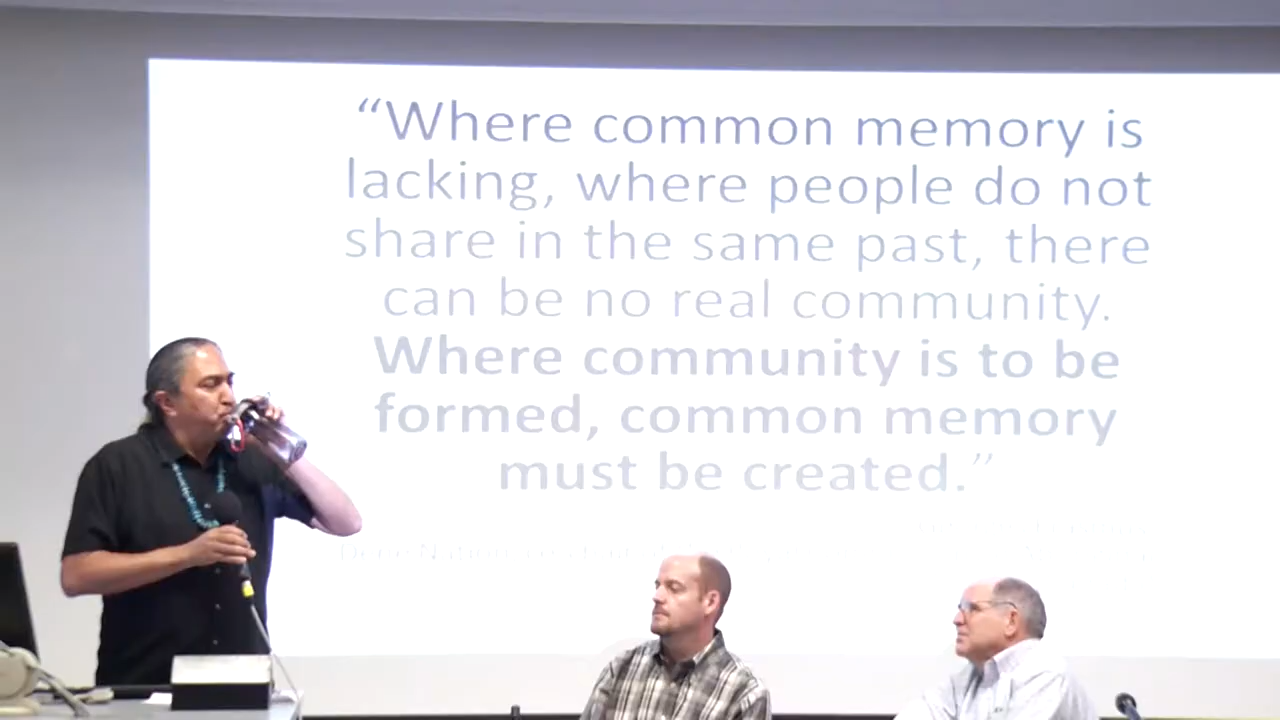 “Where common memory is
lacking, where people do not
share in the same past, there
can be no real community.
Where community is to be
formed, common memory
must be created.”